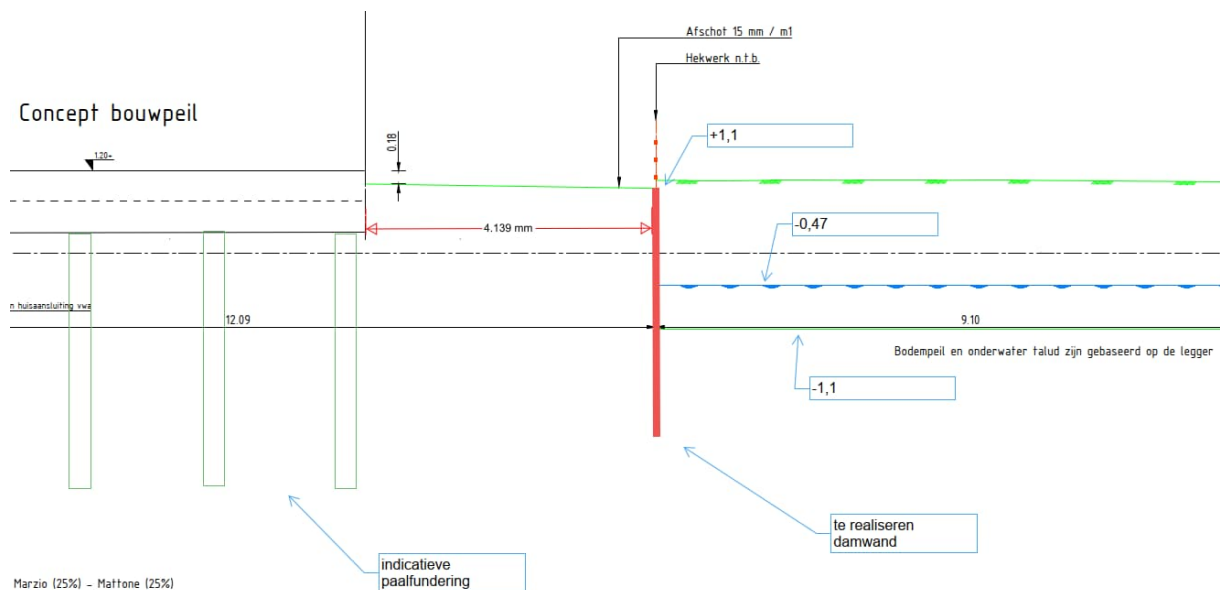 Afschot 15 mm / m1
Hekwerk n.t.b.
Concept bouwpeil
+1,1
0.18
1.20+
-0,47
4.139 mm
n huisaansluiting vwa
12.09
9.10
Bodempeil en onderwater talud zijn gebaseerd op de legger
-1,1
te realiseren
damwand
indicatieve
paalfundering
Marzio (25%) - Mattone (25%)